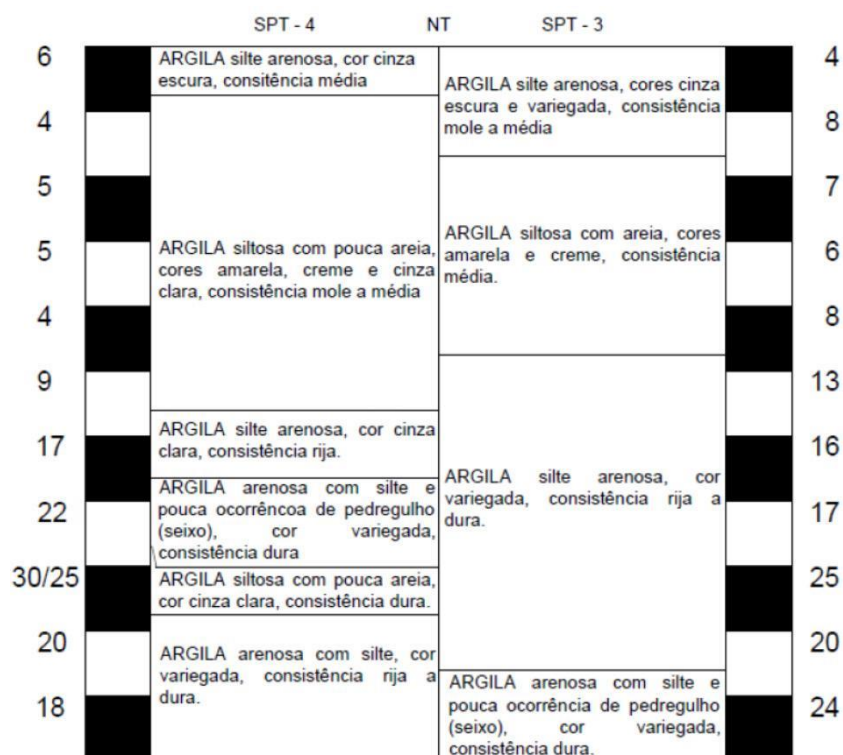 SPT - 4 NT SPT - 3
6
4
5
5
4
9
17
22
30/25
20
18
ARGILA silte arenosa, cor cinza
escura, consitência média
ARGILA siltosa com pouca areia,
cores amarela, creme e cinza
clara, consistência mole a média
ARGILA silte arenosa, cor cinza
clara, consistência rija.
ARGILA arenosa com silte e
pouca ocorrêncoa de pedregulho
(seixo), cor variegada,
consistência dura
ARGILA siltosa com pouca areia,
cor cinza clara, consistência dura.
ARGILA arenosa com silte, cor
variegada, consistência rija a
dura.
ARGILA silte arenosa, cores cinza
escura e variegada, consistência
mole a média
ARGILA siltosa com areia, cores
amarela e creme, consistência
média.
ARGILA silte arenosa, cor
variegada, consistência rija a
dura.
ARGILA arenosa com silte e
pouca ocorrência de pedregulho
(seixo), cor variegada,
consistência dura.
4
8
7
6
8
13
16
17
25
20
24